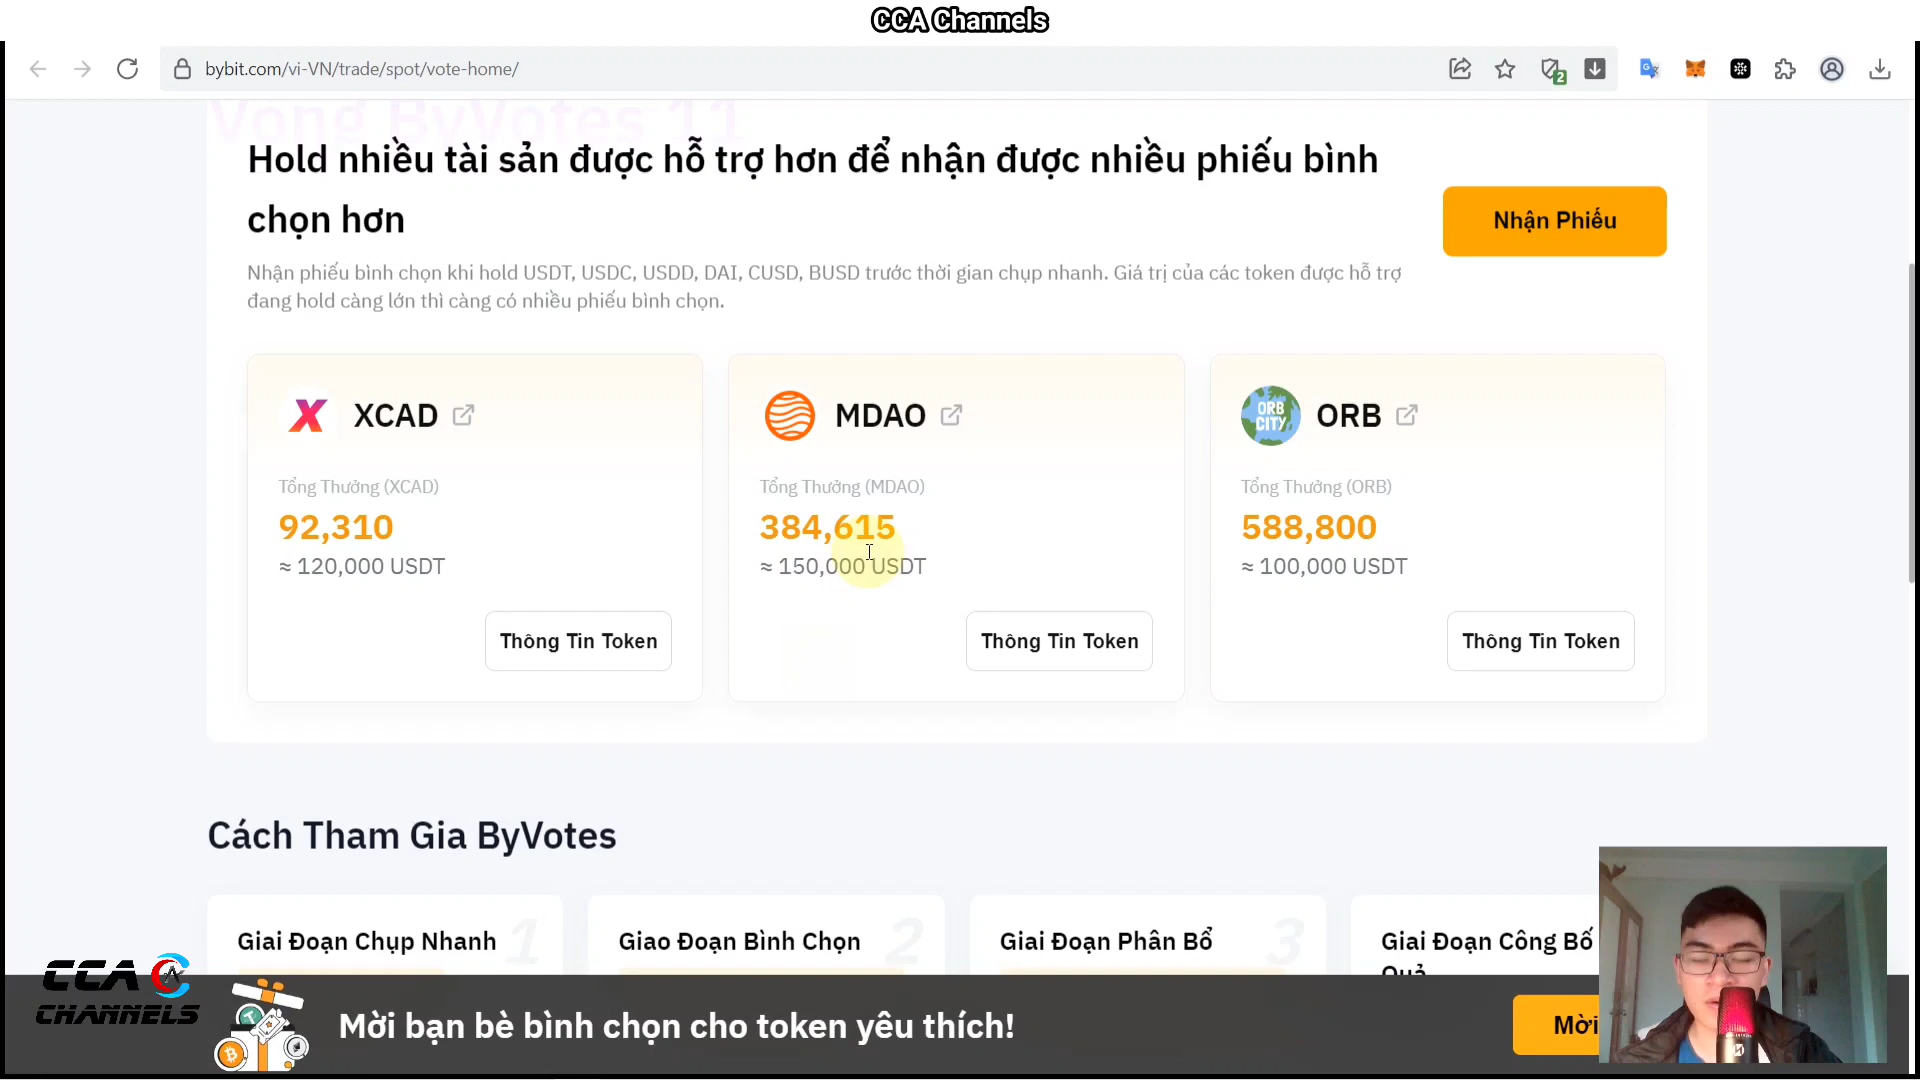 CCA Channels
bybit.com/vi-VN/trade/spot/vote-home/
2
Vòng ByVotes 11
Hold nhiều tài sản được hỗ trợ hơn để nhận được nhiều phiếu bình
chọn hơn
Nhận Phiếu
Nhận phiếu bình chọn khi hold USDT, USDC, USDD, DAI, CUSD, BUSD trước thời gian chụp nhanh. Giá trị của các token được hỗ trợ
đang hold càng lớn thì càng có nhiều phiếu bình chọn.
XCAD
Tổng Thưởng (XCAD)
92,310
≈ 120,000 USDT
Thông Tin Token
MDAO
Tổng Thưởng (MDAO)
384,615
≈ 150,000 USDT
Thông Tin Token
ORB CITY
ORB
Tổng Thưởng (ORB)
588,800
≈ 100,000 USDT
Thông Tin Token
Cách Tham Gia ByVotes
Giai Đoạn Chụp Nhanh 1
Giao Đoạn Bình Chọn 2
Giai Đoạn Phân Bổ 3
Giai Đoạn Công Bố
Quả
CCA
CHANNELS
Mời bạn bè bình chọn cho token yêu thích!
Mời